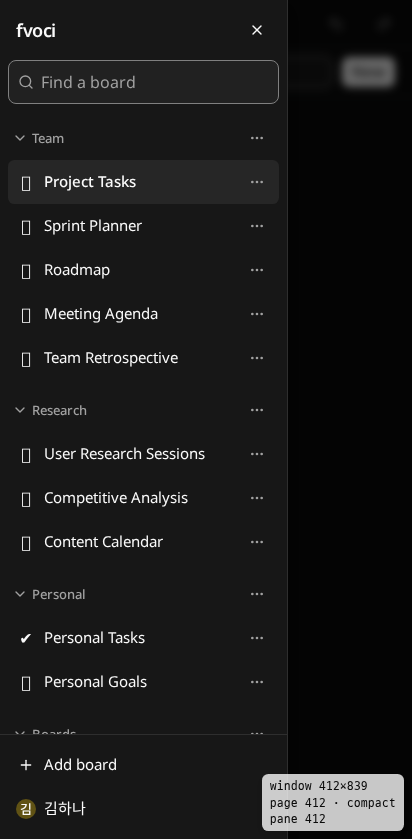 fvoci
Find a board
Team
Project Tasks
Sprint Planner
Roadmap
Meeting Agenda
Team Retrospective
Research
User Research Sessions
Competitive Analysis
Content Calendar
Personal
Personal Tasks
Personal Goals
Boards
Add board
김 김하나
window 412×839
page 412 · compact
pane 412